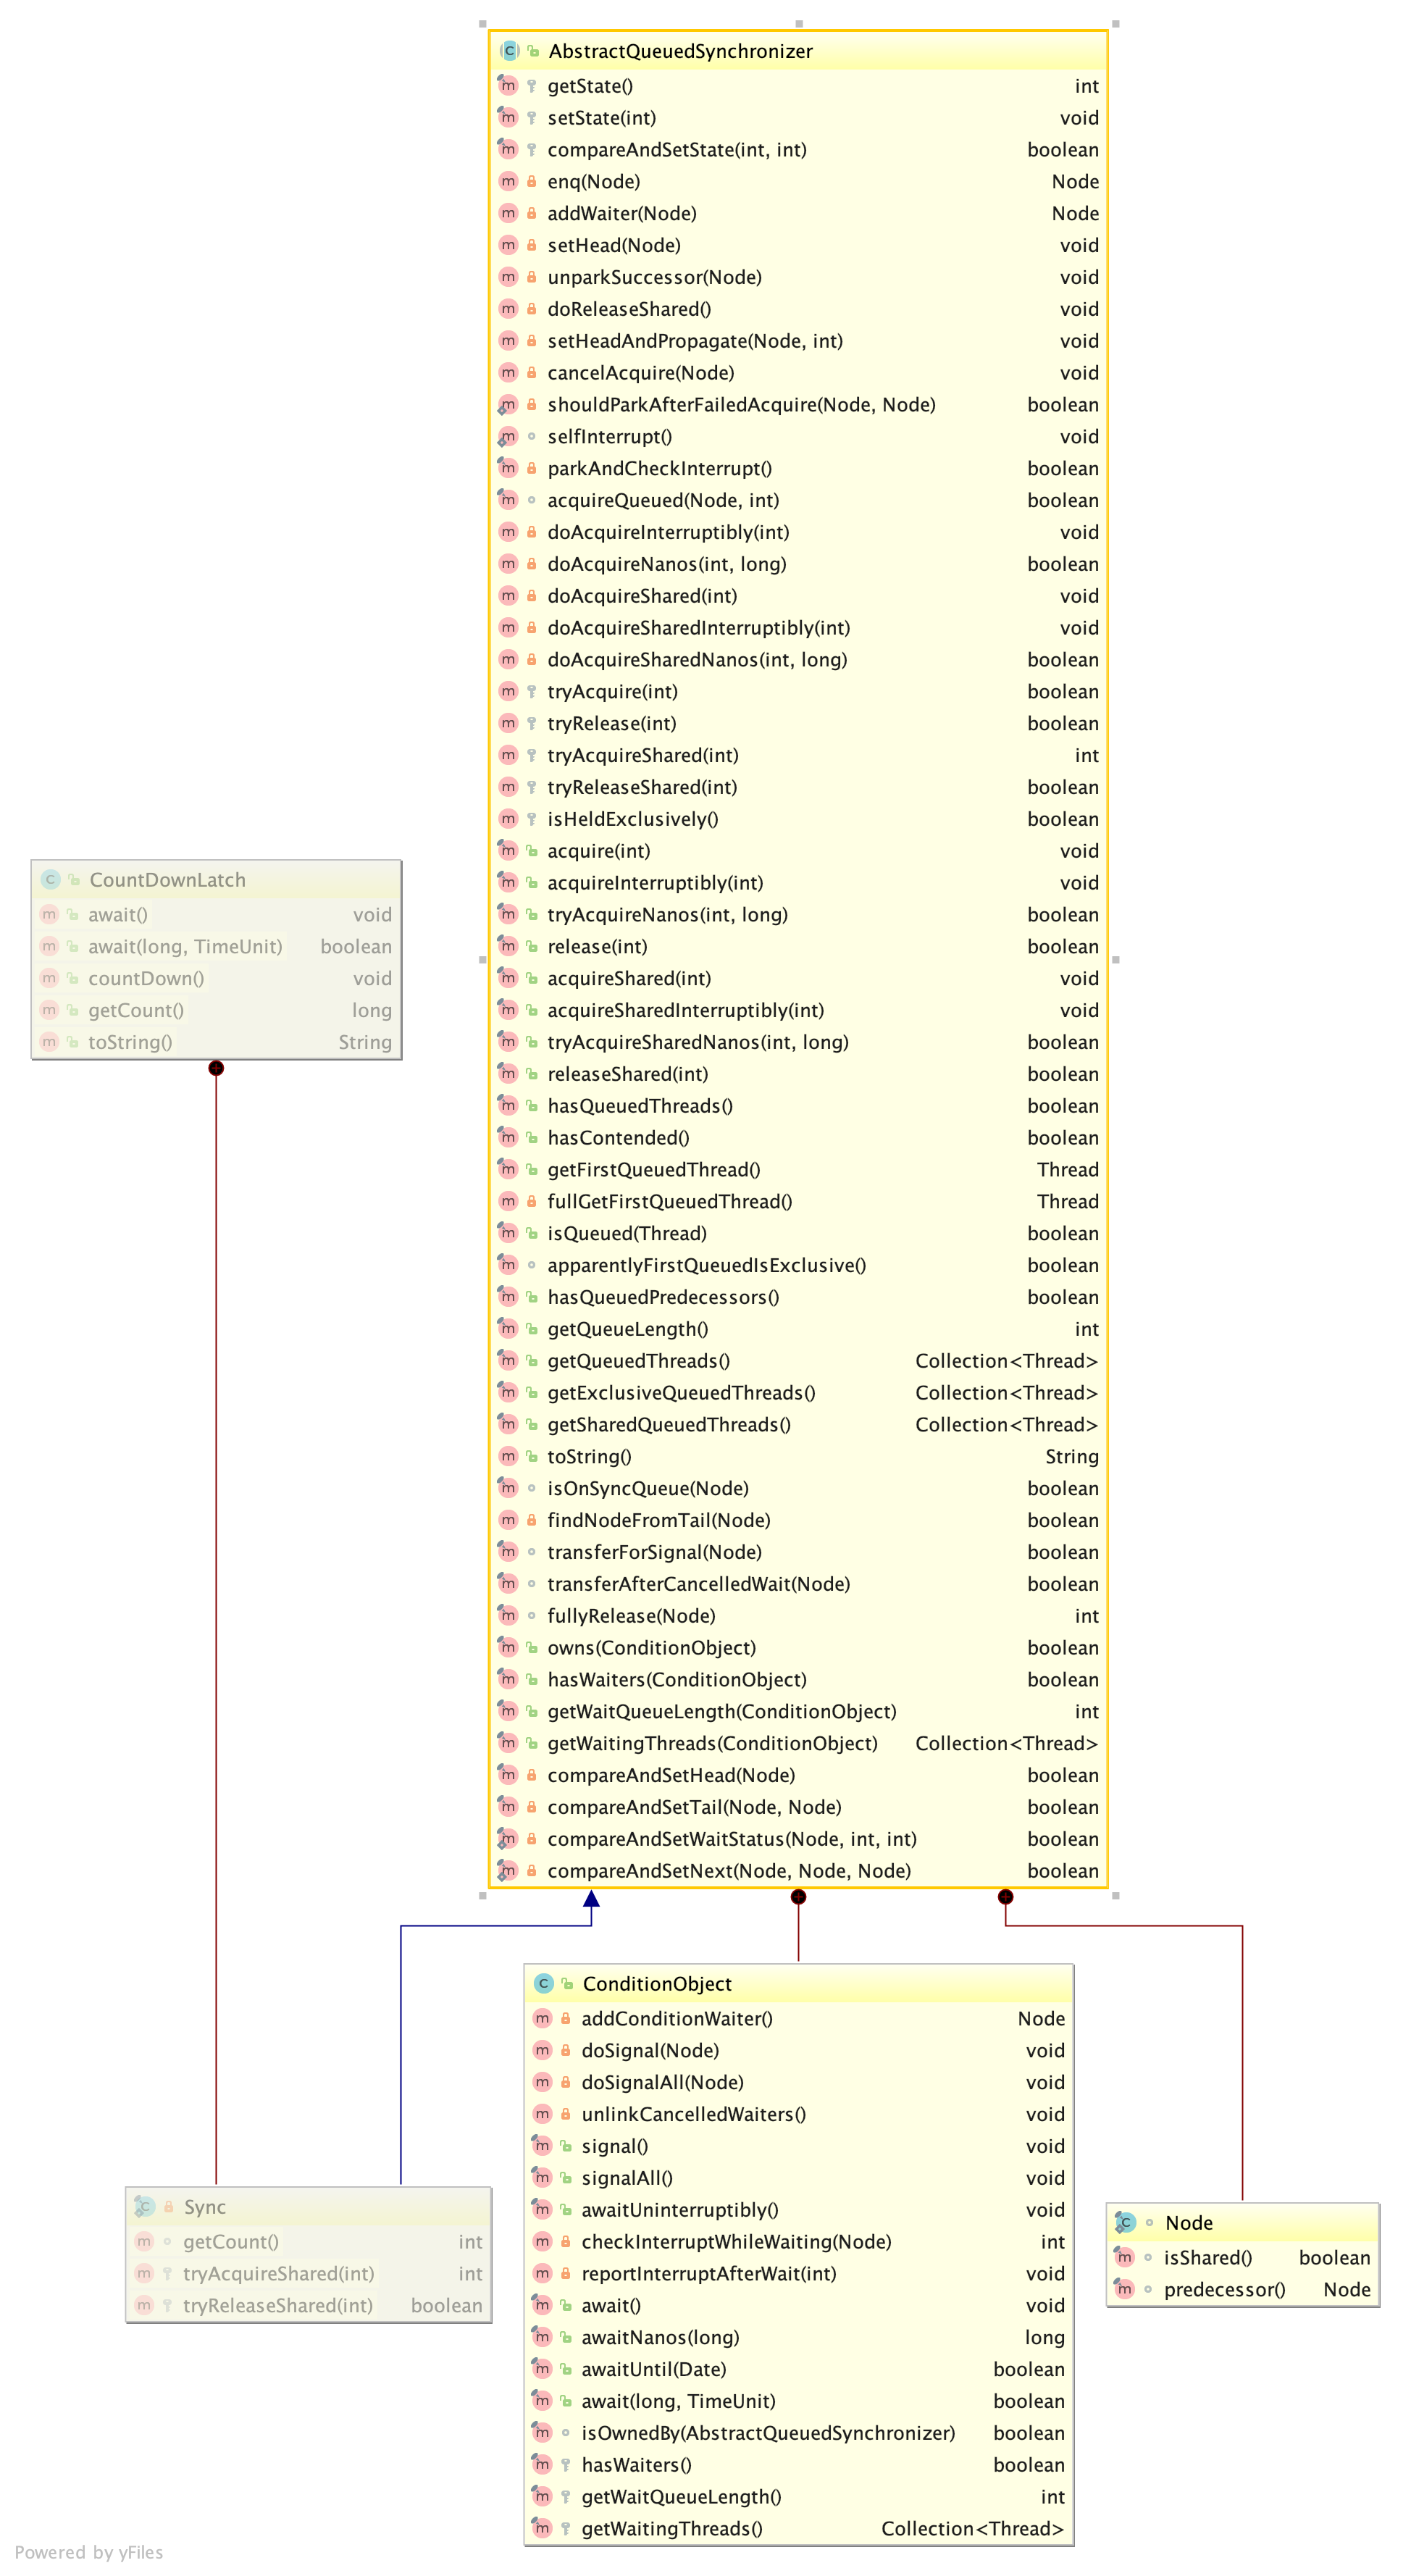 AbstractQueuedSynchronizer
getState() int
setState(int) void
compareAndSetState(int, int) boolean
enq(Node) Node
addWaiter(Node) Node
setHead(Node) void
unparkSuccessor(Node) void
doReleaseShared() void
setHeadAndPropagate(Node, int) void
cancelAcquire(Node) void
shouldParkAfterFailedAcquire(Node, Node) boolean
selfInterrupt() void
parkAndCheckInterrupt() boolean
acquireQueued(Node, int) boolean
doAcquireInterruptibly(int) void
doAcquireNanos(int, long) boolean
doAcquireShared(int) void
doAcquireSharedInterruptibly(int) void
doAcquireSharedNanos(int, long) boolean
tryAcquire(int) boolean
tryRelease(int) boolean
tryAcquireShared(int) int
tryReleaseShared(int) boolean
isHeldExclusively() boolean
acquire(int) void
acquireInterruptibly(int) void
tryAcquireNanos(int, long) boolean
release(int) boolean
acquireShared(int) void
acquireSharedInterruptibly(int) void
tryAcquireSharedNanos(int, long) boolean
releaseShared(int) boolean
hasQueuedThreads() boolean
hasContended() boolean
getFirstQueuedThread() Thread
fullGetFirstQueuedThread() Thread
isQueued(Thread) boolean
apparentlyFirstQueuedIsExclusive() boolean
hasQueuedPredecessors() boolean
getQueueLength() int
getQueuedThreads() Collection<Thread>
getExclusiveQueuedThreads() Collection<Thread>
getSharedQueuedThreads() Collection<Thread>
toString() String
isOnSyncQueue(Node) boolean
findNodeFromTail(Node) boolean
transferForSignal(Node) boolean
transferAfterCancelledWait(Node) boolean
fullyRelease(Node) int
owns(ConditionObject) boolean
hasWaiters(ConditionObject) boolean
getWaitQueueLength(ConditionObject) int
getWaitingThreads(ConditionObject) Collection<Thread>
compareAndSetHead(Node) boolean
compareAndSetTail(Node, Node) boolean
compareAndSetWaitStatus(Node, int, int) boolean
compareAndSetNext(Node, Node, Node) boolean
CountDownLatch
await() void
await(long, TimeUnit) boolean
countDown() void
getCount() long
toString() String
ConditionObject
addConditionWaiter() Node
doSignal(Node) void
doSignalAll(Node) void
unlinkCancelledWaiters() void
signal() void
signalAll() void
awaitUninterruptibly() void
checkInterruptWhileWaiting(Node) int
reportInterruptAfterWait(int) void
await() void
awaitNanos(long) long
awaitUntil(Date) boolean
await(long, TimeUnit) boolean
isOwnedBy(AbstractQueuedSynchronizer) boolean
hasWaiters() boolean
getWaitQueueLength() int
getWaitingThreads() Collection<Thread>
Sync
getCount() int
tryAcquireShared(int) int
tryReleaseShared(int) boolean
Node
isShared() boolean
predecessor() Node
Powered by yFiles